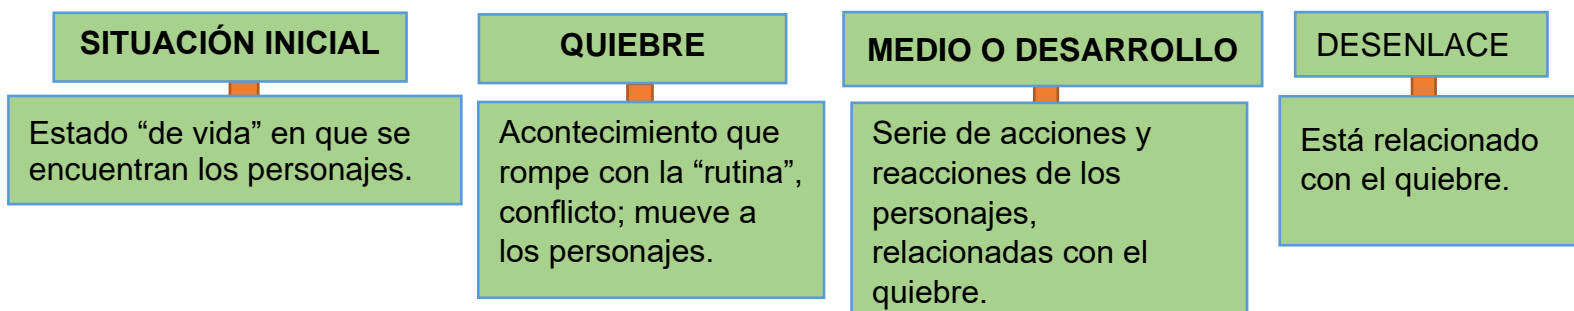 SITUACIÓN INICIAL
Estado “de vida” en que se
encuentran los personajes.
QUIEBRE
Acontecimiento que
rompe con la “rutina”,
conflicto; mueve a
los personajes.
MEDIO O DESARROLLO
Serie de acciones y
reacciones de los
personajes,
relacionadas con el
quiebre.
DESENLACE
Está relacionado
con el quiebre.